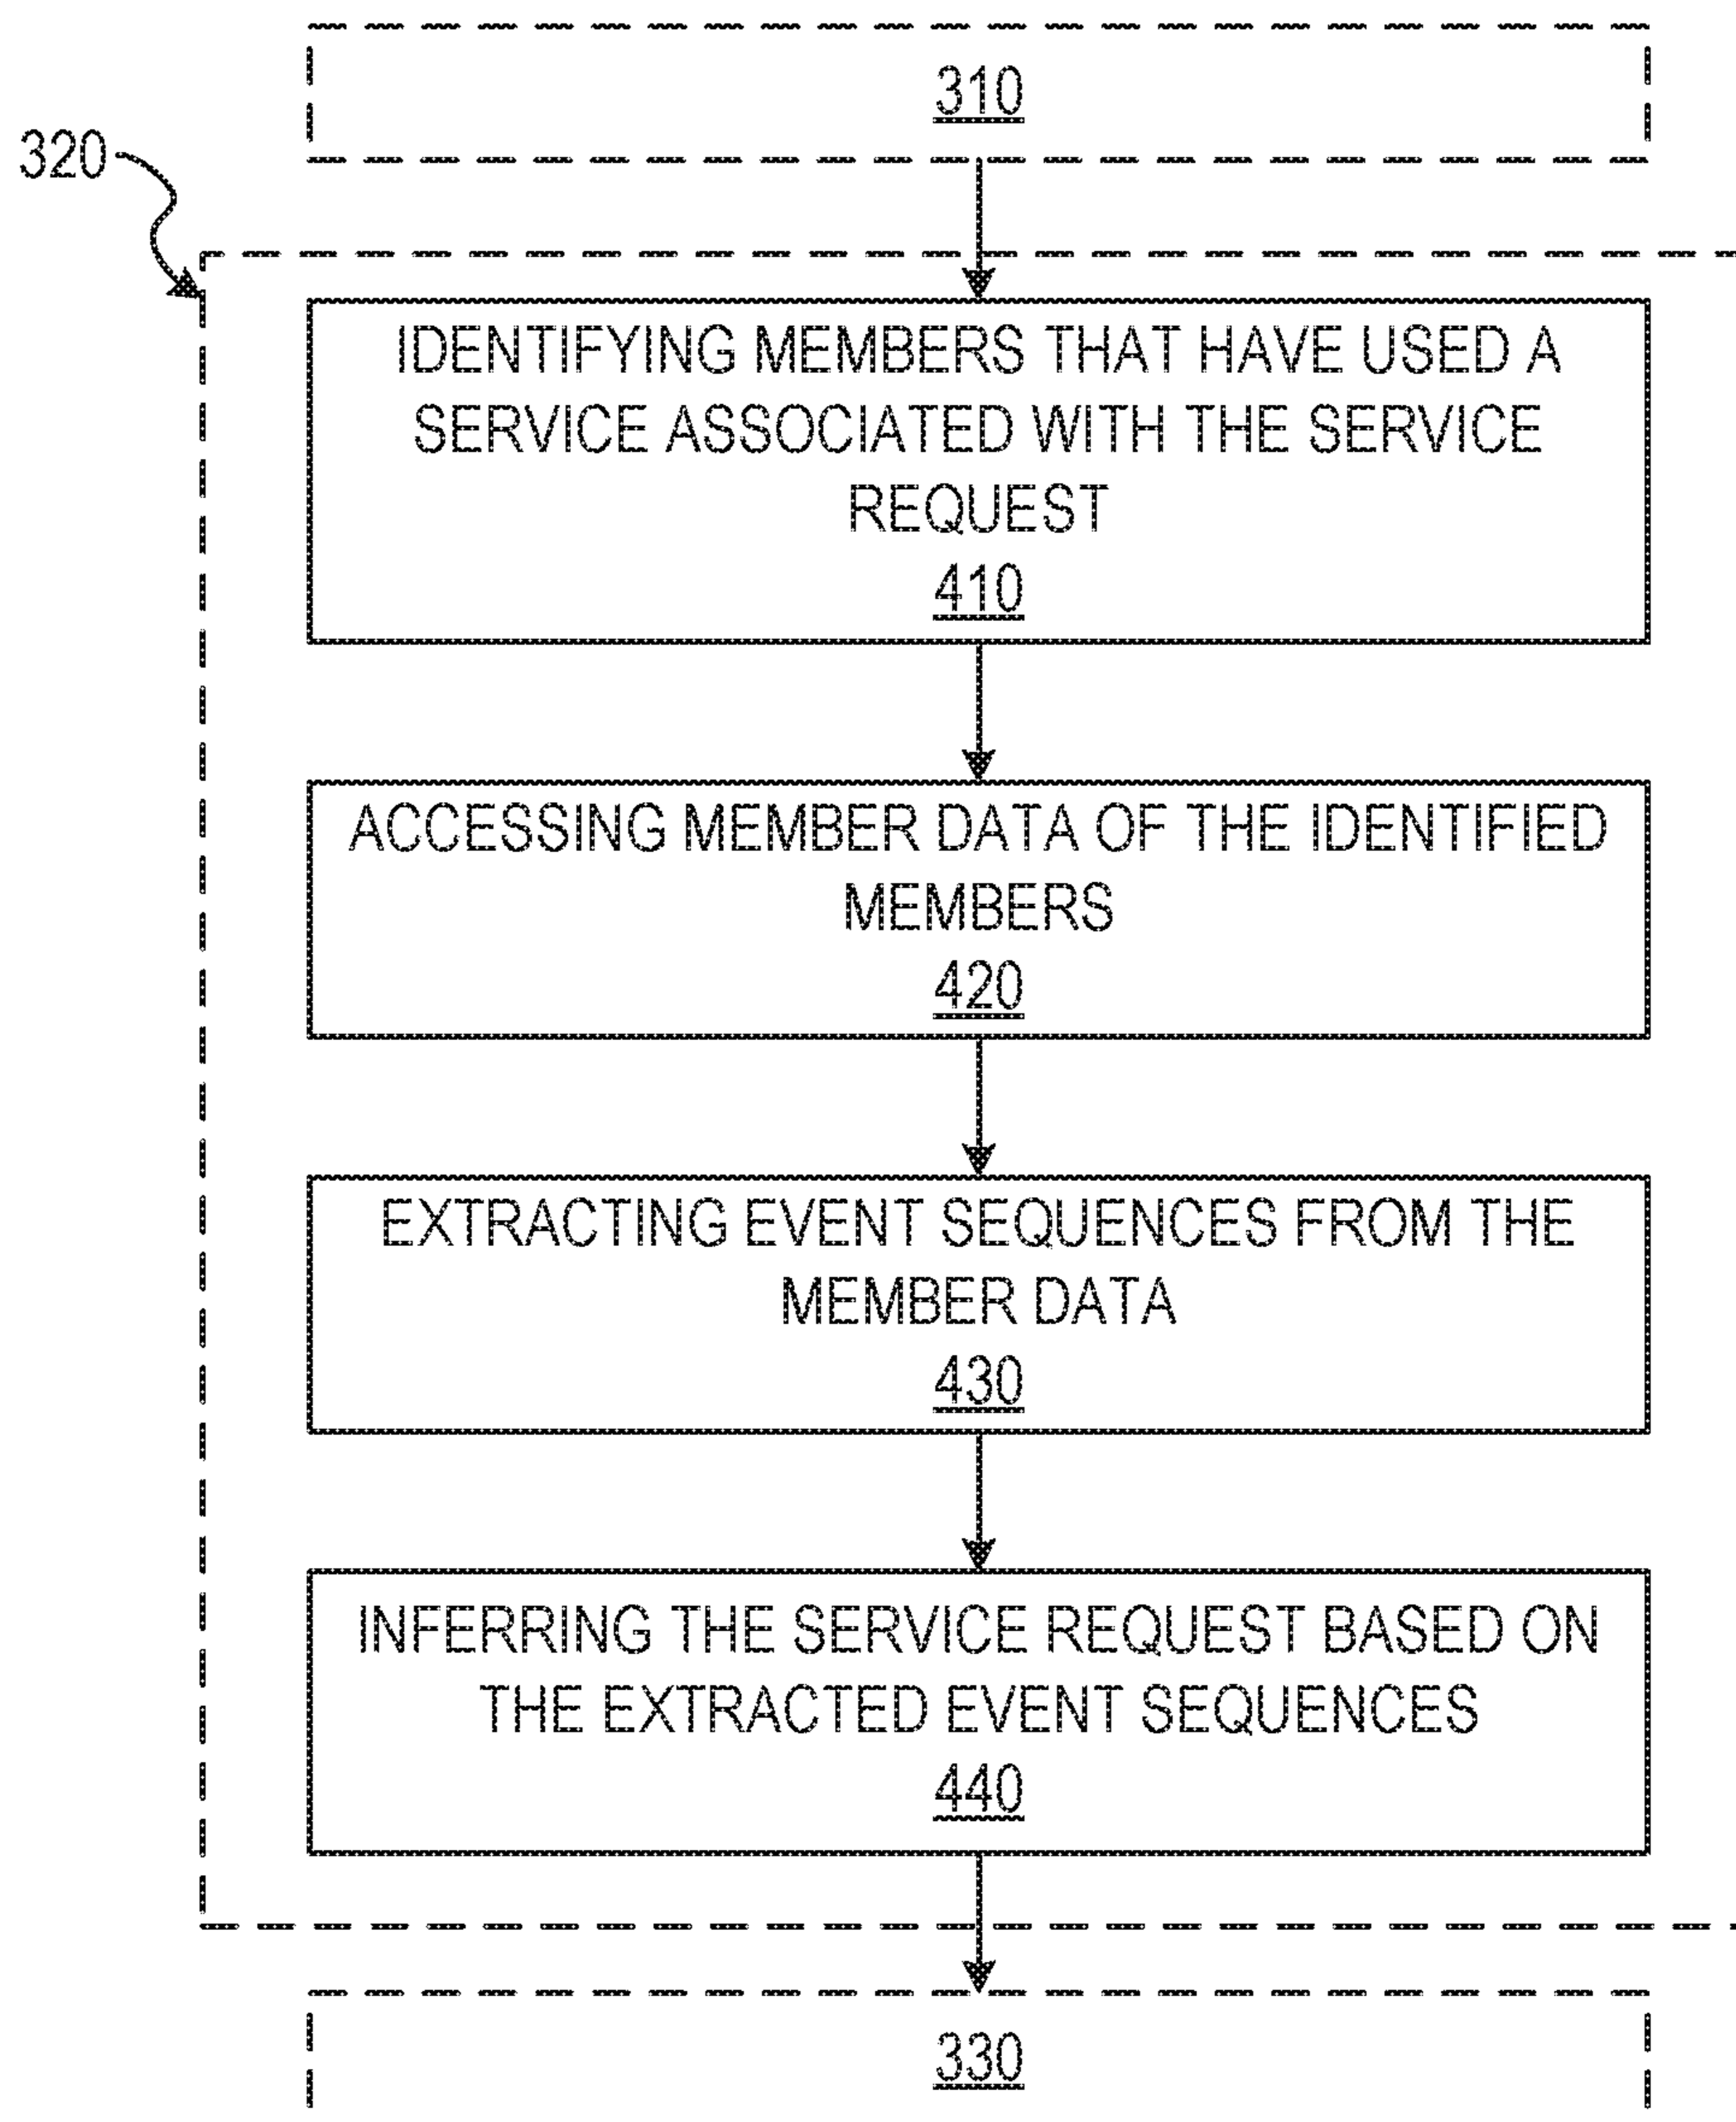 310
320
IDENTIFYING MEMBERS THAT HAVE USED A
SERVICE ASSOCIATED WITH THE SERVICE
REQUEST
410
ACCESSING MEMBER DATA OF THE IDENTIFIED
MEMBERS
420
EXTRACTING EVENT SEQUENCES FROM THE
MEMBER DATA
430
INFERRING THE SERVICE REQUEST BASED ON
THE EXTRACTED EVENT SEQUENCES
440
330